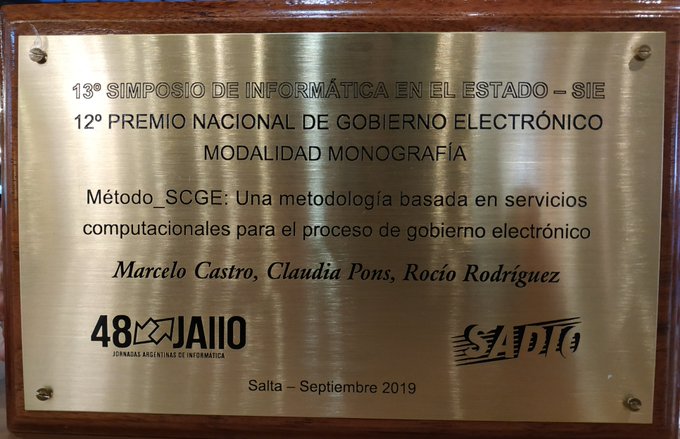 13º SIMPOSIO DE INFORMÁTICA EN EL ESTADO – SIE
12º PREMIO NACIONAL DE GOBIERNO ELECTRÓNICO
MODALIDAD MONOGRAFÍA
Método_SCGE: Una metodología basada en servicios
computacionales para el proceso de gobierno electrónico
Marcelo Castro, Claudia Pons, Rocío Rodríguez
48 JAIIO
JORNADAS ARGENTINAS DE INFORMÁTICA
SADIO
Salta – Septiembre 2019